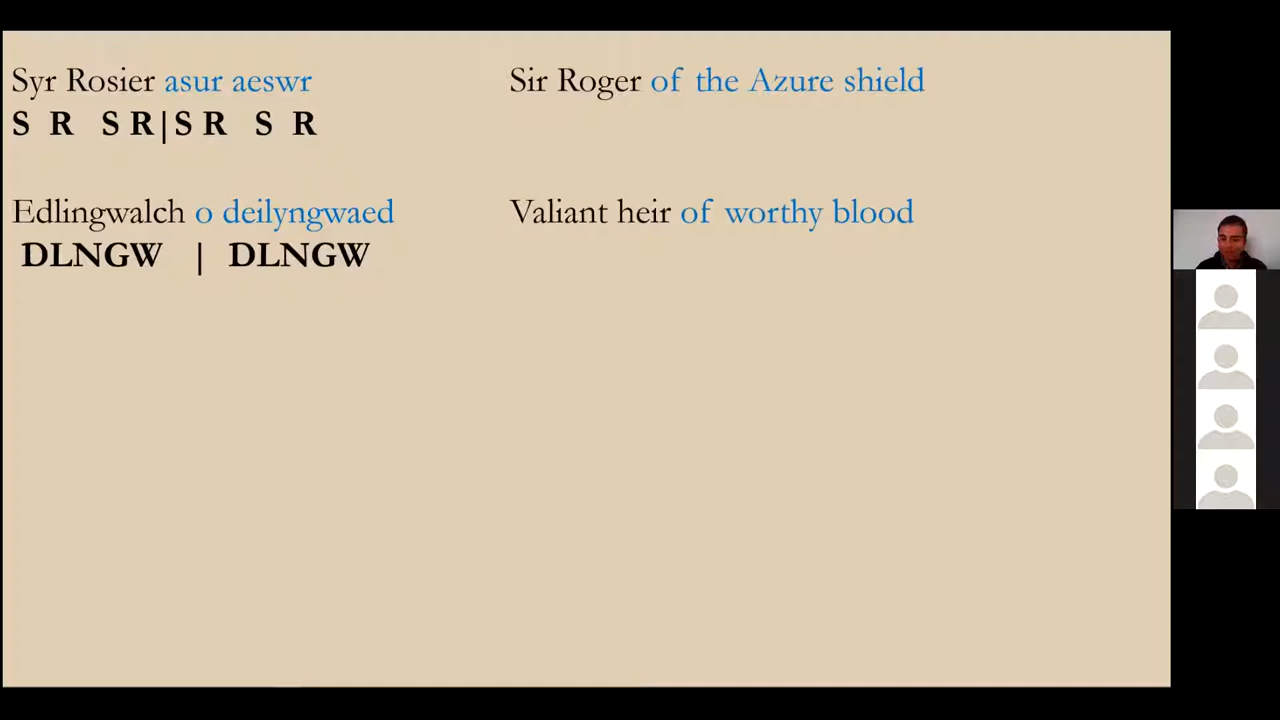 Syr Rosier asur aeswr Sir Roger of the Azure shield
S R S R|S R S R
Edlingwalch o deilyngwaed Valiant heir of worthy blood
DLNGW | DLNGW